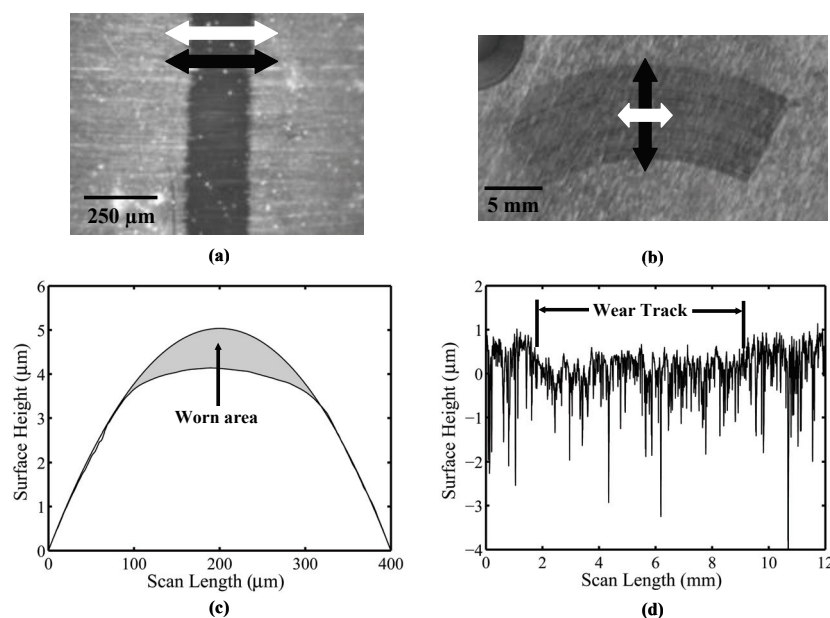 250 µm
5 mm
(a)
(b)
Surface Height (µm)
6
5
4
3
2
1
0
Worn area
0
100
200
300
400
Scan Length (µm)
(c)
Surface Height (µm)
2
1
0
−1
−2
−3
−4
Wear Track
0
2
4
6
8
10
12
Scan Length (mm)
(d)